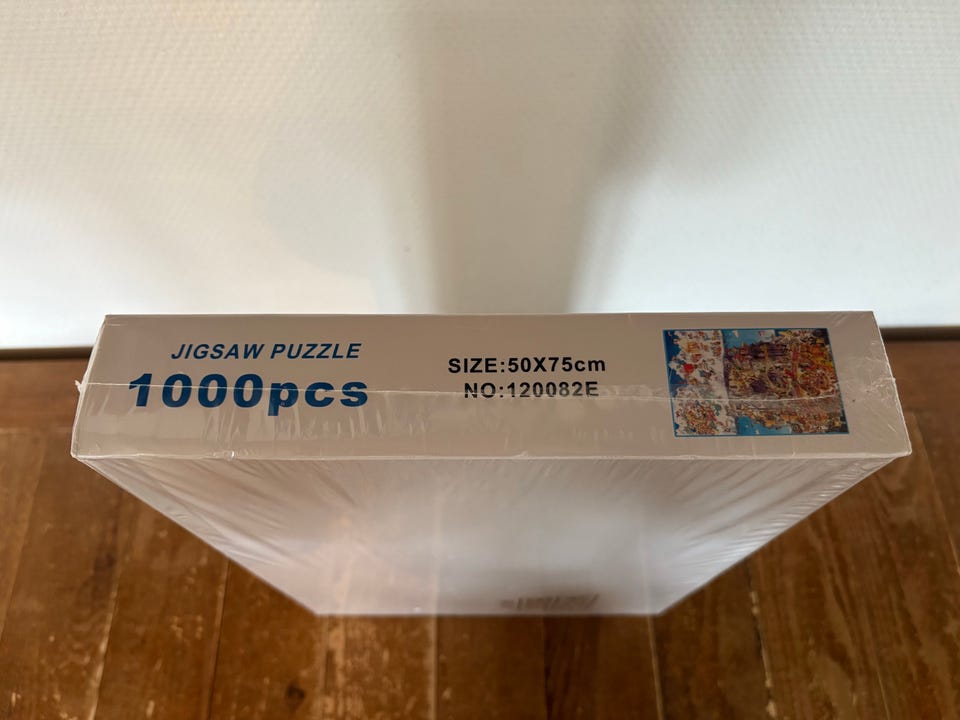 JIGSAW PUZZLE
1000pcs
SIZE:50X75cm
NO:120082E